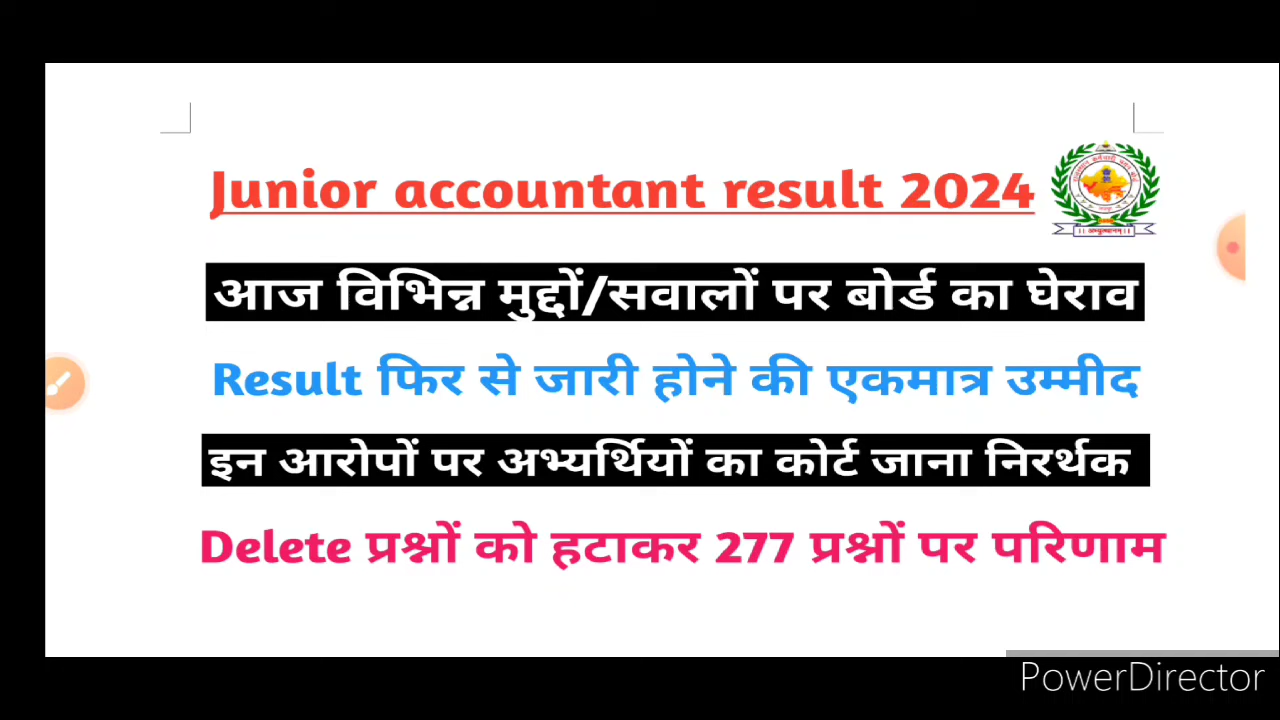 Junior accountant result 2024
आज विभिन्न मुद्दों/सवालों पर बोर्ड का घेराव
Result फिर से जारी होने की एकमात्र उम्मीद
इन आरोपों पर अभ्यर्थियों का कोर्ट जाना निरर्थक
Delete प्रश्नों को हटाकर 277 प्रश्नों पर परिणाम
PowerDirector